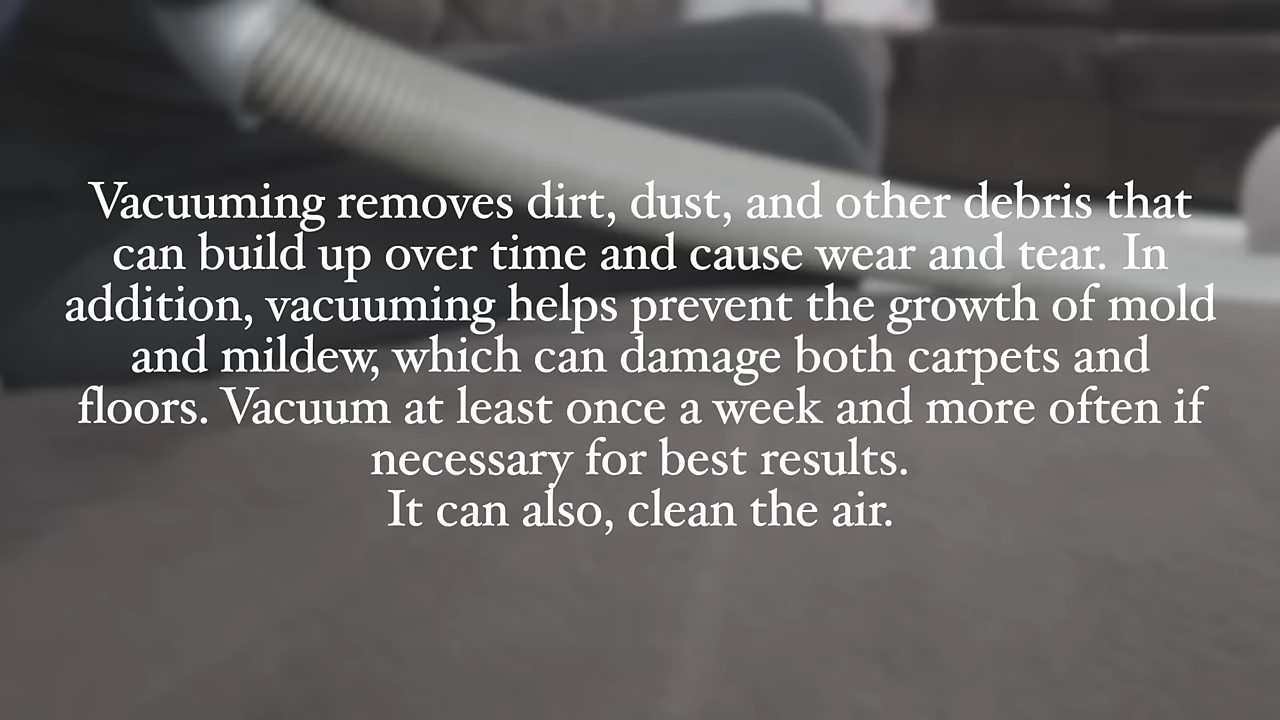 Vacuuming removes dirt, dust, and other debris that
can build up over time and cause wear and tear. In
addition, vacuuming helps prevent the growth of mold
and mildew, which can damage both carpets and
floors. Vacuum at least once a week and more often if
necessary for best results.
It can also, clean the air.